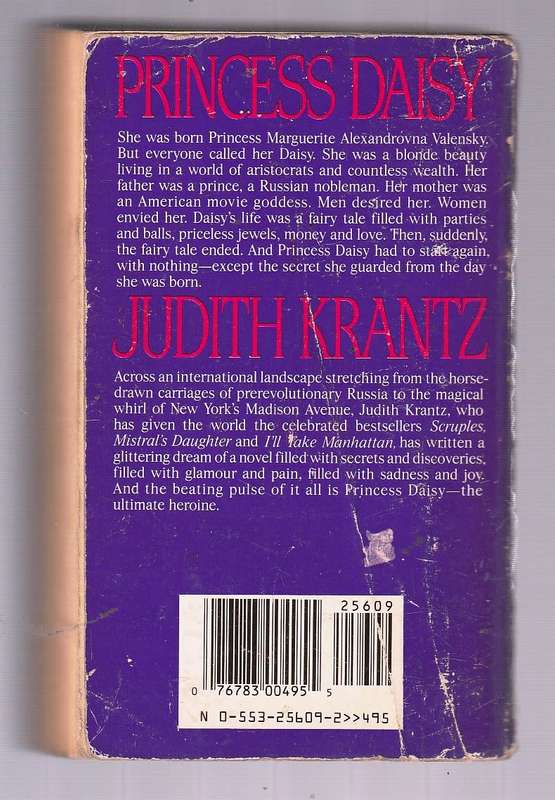 PRINCESS DAISY
She was born Princess Marguerite Alexandrovna Valensky.
But everyone called her Daisy. She was a blonde beauty
living in a world of aristocrats and countless wealth. Her
father was a prince, a Russian nobleman. Her mother was
an American movie goddess. Men desired her. Women
envied her. Daisy's life was a fairy tale filled with parties
and balls, priceless jewels, money and love. Then, suddenly,
the fairy tale ended. And Princess Daisy had to start again,
with nothing—except the secret she guarded from the day
she was born.
JUDITH KRANTZ
Across an international landscape stretching from the horse-
drawn carriages of prerevolutionary Russia to the magical
whirl of New York's Madison Avenue, Judith Krantz, who
has given the world the celebrated bestsellers Scruples,
Mistral's Daughter and I'll Take Manhattan, has written a
glittering dream of a novel filled with secrets and discoveries,
filled with glamour and pain, filled with sadness and joy.
And the beating pulse of it all is Princess Daisy—the
ultimate heroine.
25609
0 76783 00495 5
N 0-553-25609-2>>495